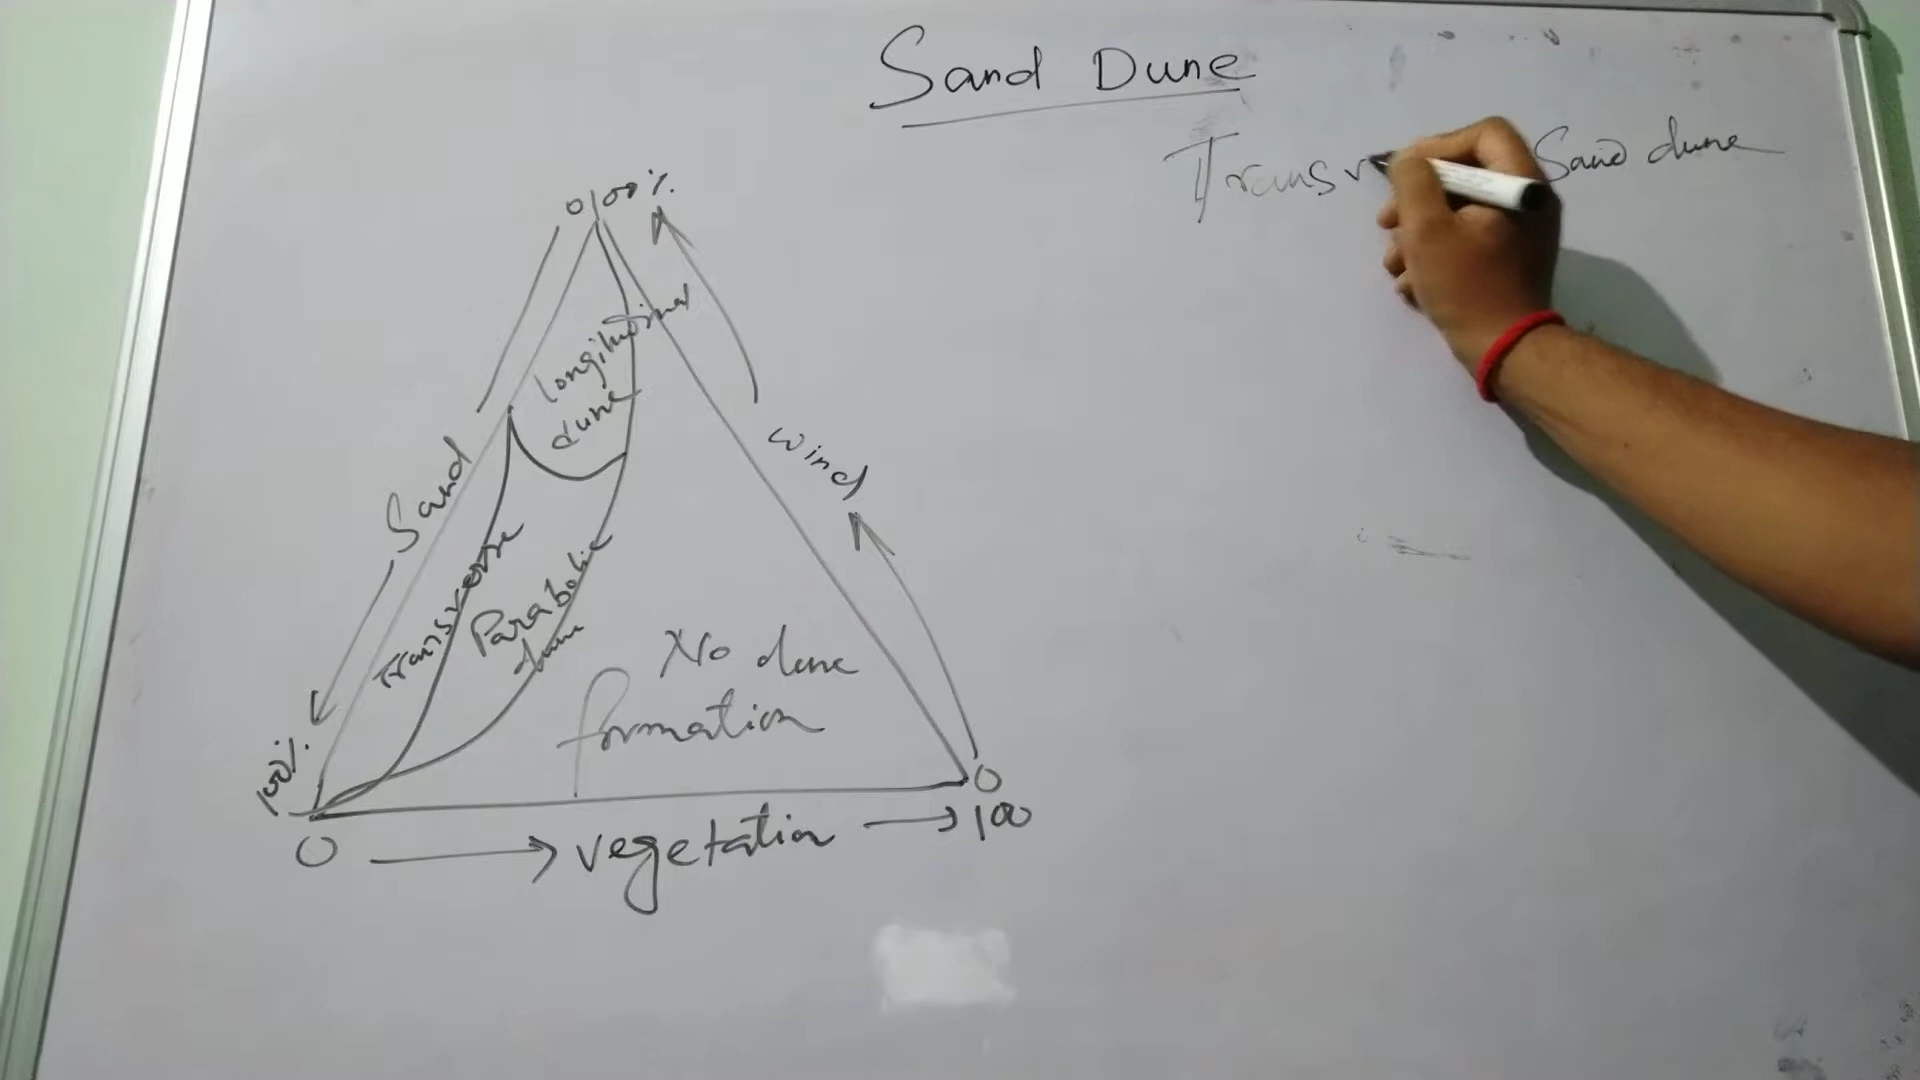 Sand Dune
Transv Sand dune
0/100%
longitudinal
dune
Sand
wind
Transverse
Parabolic
dune
No dune
formation
100%
0
0
100
vegetation